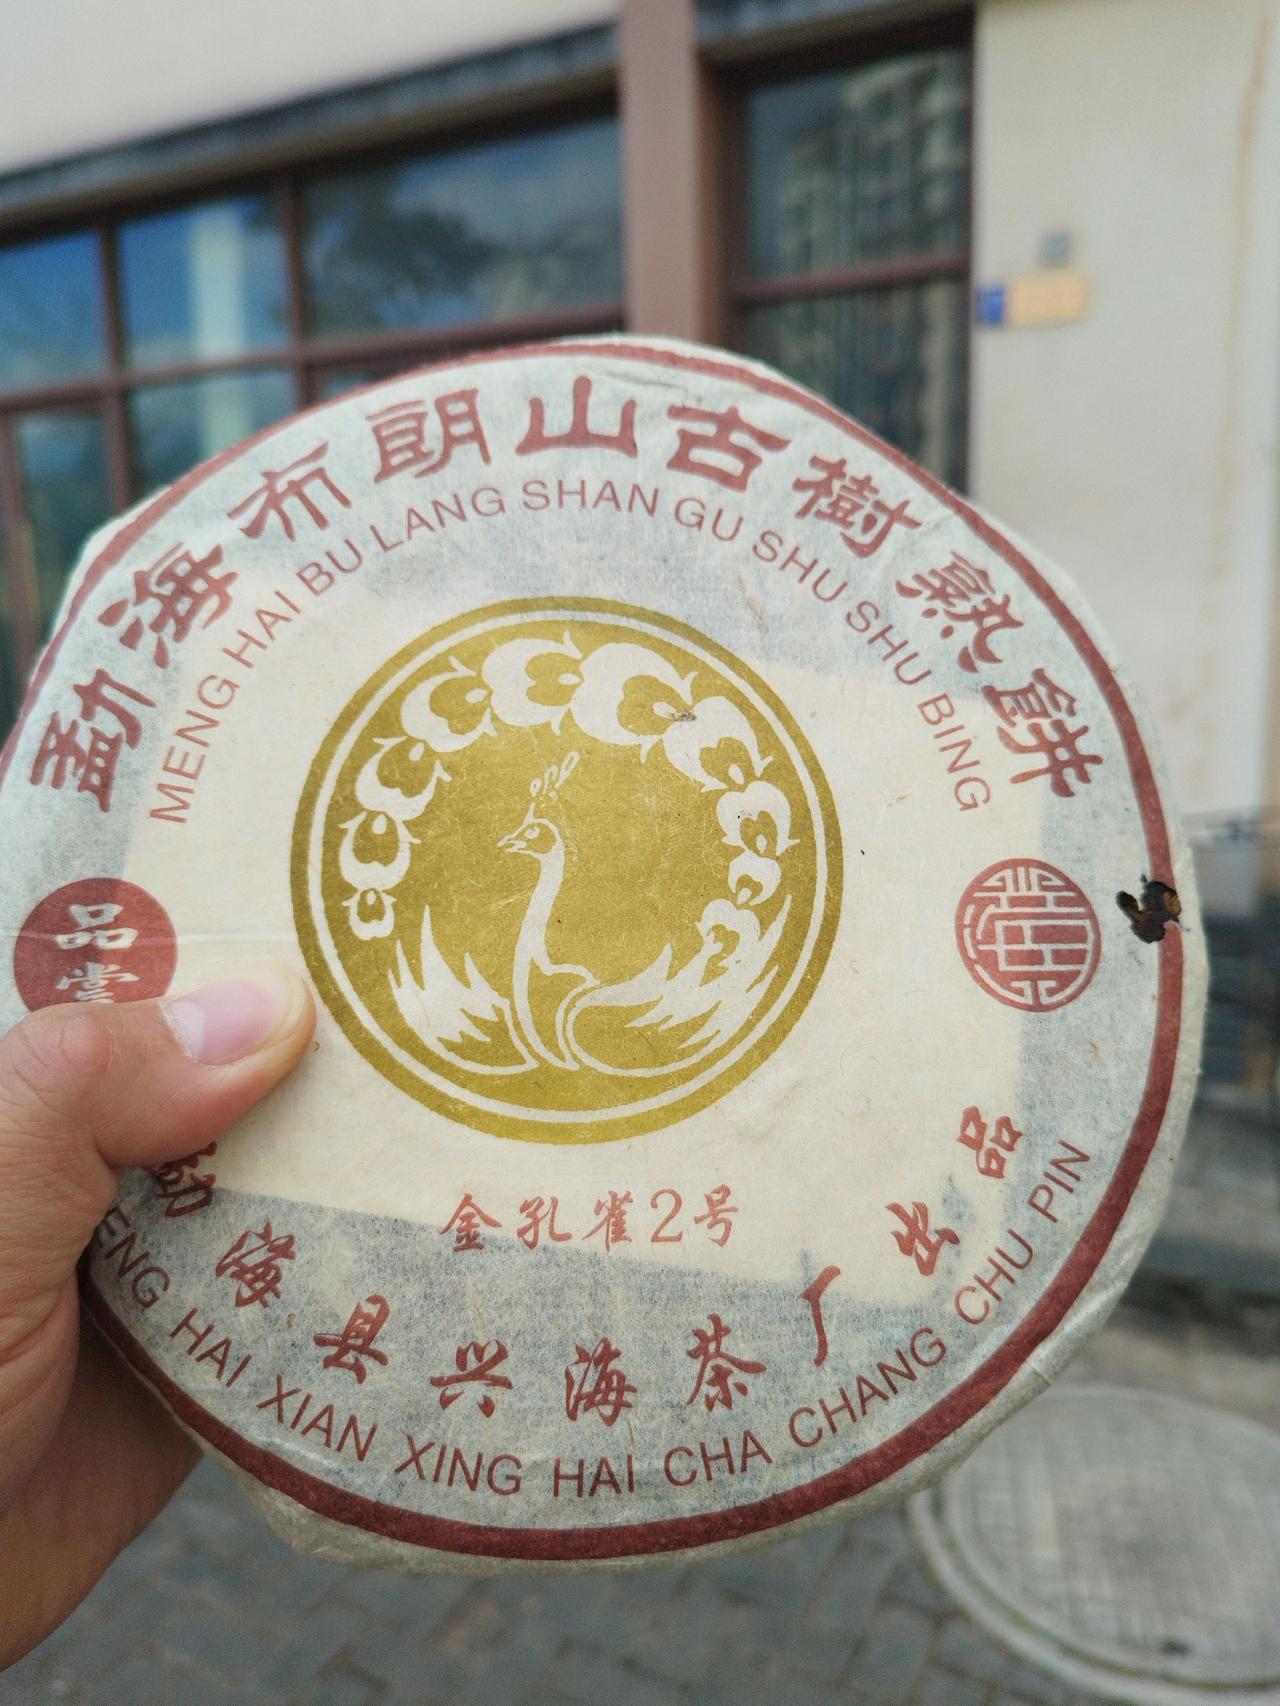 勐海布朗山古樹熟餅
MENG HAI BU LANG SHAN GU SHU SHU BING
品
尝
金孔雀2号
勐海县兴海茶厂出品
ENG HAI XIAN XING HAI CHA CHANG CHU PIN